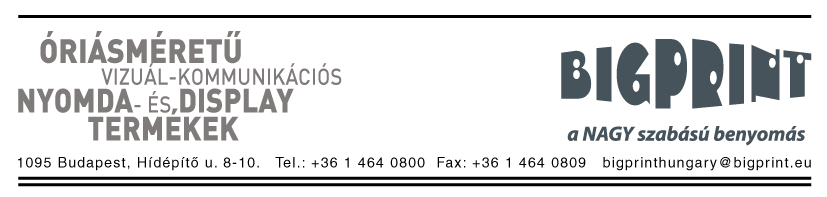 ÓRIÁSMÉRETŰ
VIZUÁL-KOMMUNIKÁCIÓS
NYOMDA- ÉS DISPLAY
TERMÉKEK
BIGPRINT
a NAGY szabású benyomás
1095 Budapest, Hídépítő u. 8-10. Tel.: +36 1 464 0800 Fax: +36 1 464 0809 bigprinthungary@bigprint.eu